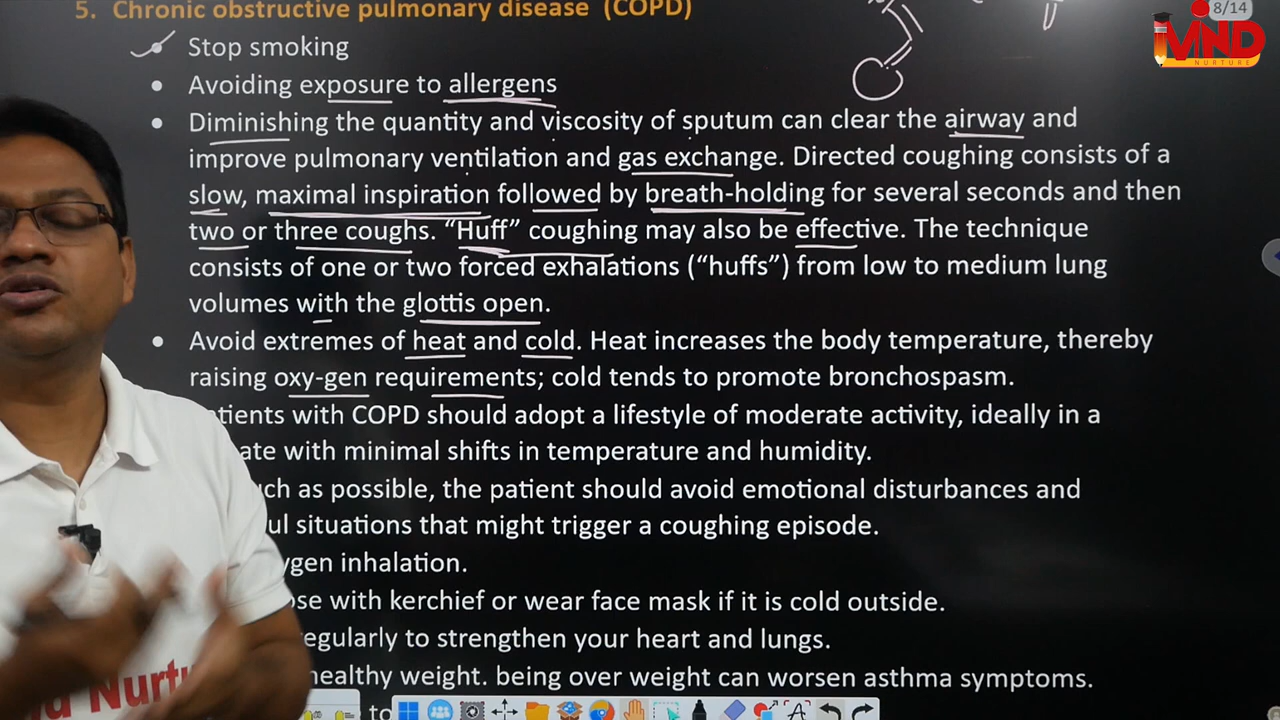 5. Chronic obstructive pulmonary disease (COPD)
8/14
MIND
NURTURE
• Stop smoking
• Avoiding exposure to allergens
• Diminishing the quantity and viscosity of sputum can clear the airway and
improve pulmonary ventilation and gas exchange. Directed coughing consists of a
slow, maximal inspiration followed by breath-holding for several seconds and then
two or three coughs. “Huff” coughing may also be effective. The technique
consists of one or two forced exhalations (“huffs”) from low to medium lung
volumes with the glottis open.
• Avoid extremes of heat and cold. Heat increases the body temperature, thereby
raising oxy-gen requirements; cold tends to promote bronchospasm.
with COPD should adopt a lifestyle of moderate activity, ideally in a
with minimal shifts in temperature and humidity.
as possible, the patient should avoid emotional disturbances and
situations that might trigger a coughing episode.
inhalation.
with kerchief or wear face mask if it is cold outside.
regularly to strengthen your heart and lungs.
healthy weight. being over weight can worsen asthma symptoms.
to